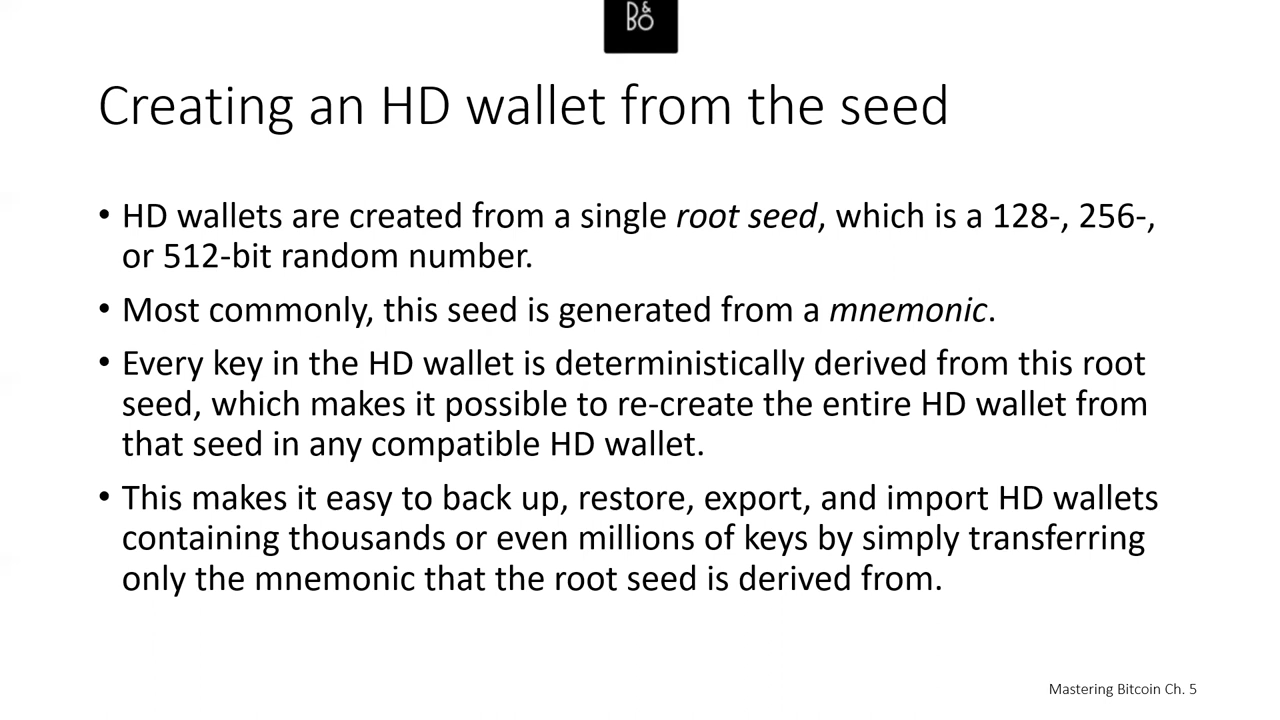 B&O
Creating an HD wallet from the seed
• HD wallets are created from a single root seed, which is a 128-, 256-,
or 512-bit random number.
• Most commonly, this seed is generated from a mnemonic.
• Every key in the HD wallet is deterministically derived from this root
seed, which makes it possible to re-create the entire HD wallet from
that seed in any compatible HD wallet.
• This makes it easy to back up, restore, export, and import HD wallets
containing thousands or even millions of keys by simply transferring
only the mnemonic that the root seed is derived from.
Mastering Bitcoin Ch. 5